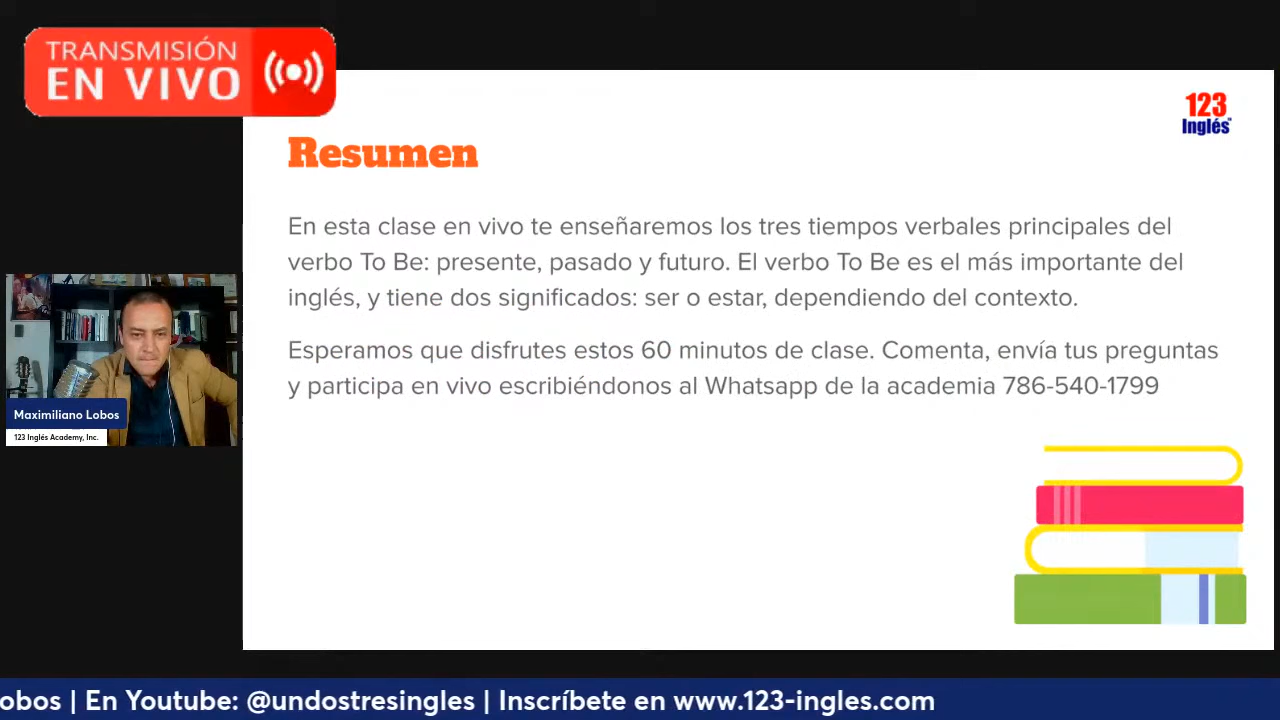 TRANSMISIÓN
EN VIVO
123
Inglés
Resumen
En esta clase en vivo te enseñaremos los tres tiempos verbales principales del
verbo To Be: presente, pasado y futuro. El verbo To Be es el más importante del
inglés, y tiene dos significados: ser o estar, dependiendo del contexto.
Esperamos que disfrutes estos 60 minutos de clase. Comenta, envía tus preguntas
y participa en vivo escribiéndonos al Whatsapp de la academia 786-540-1799
Maximiliano Lobos
123 Inglés Academy, Inc.
obos | En Youtube: @undostresingles | Inscríbete en www.123-ingles.com